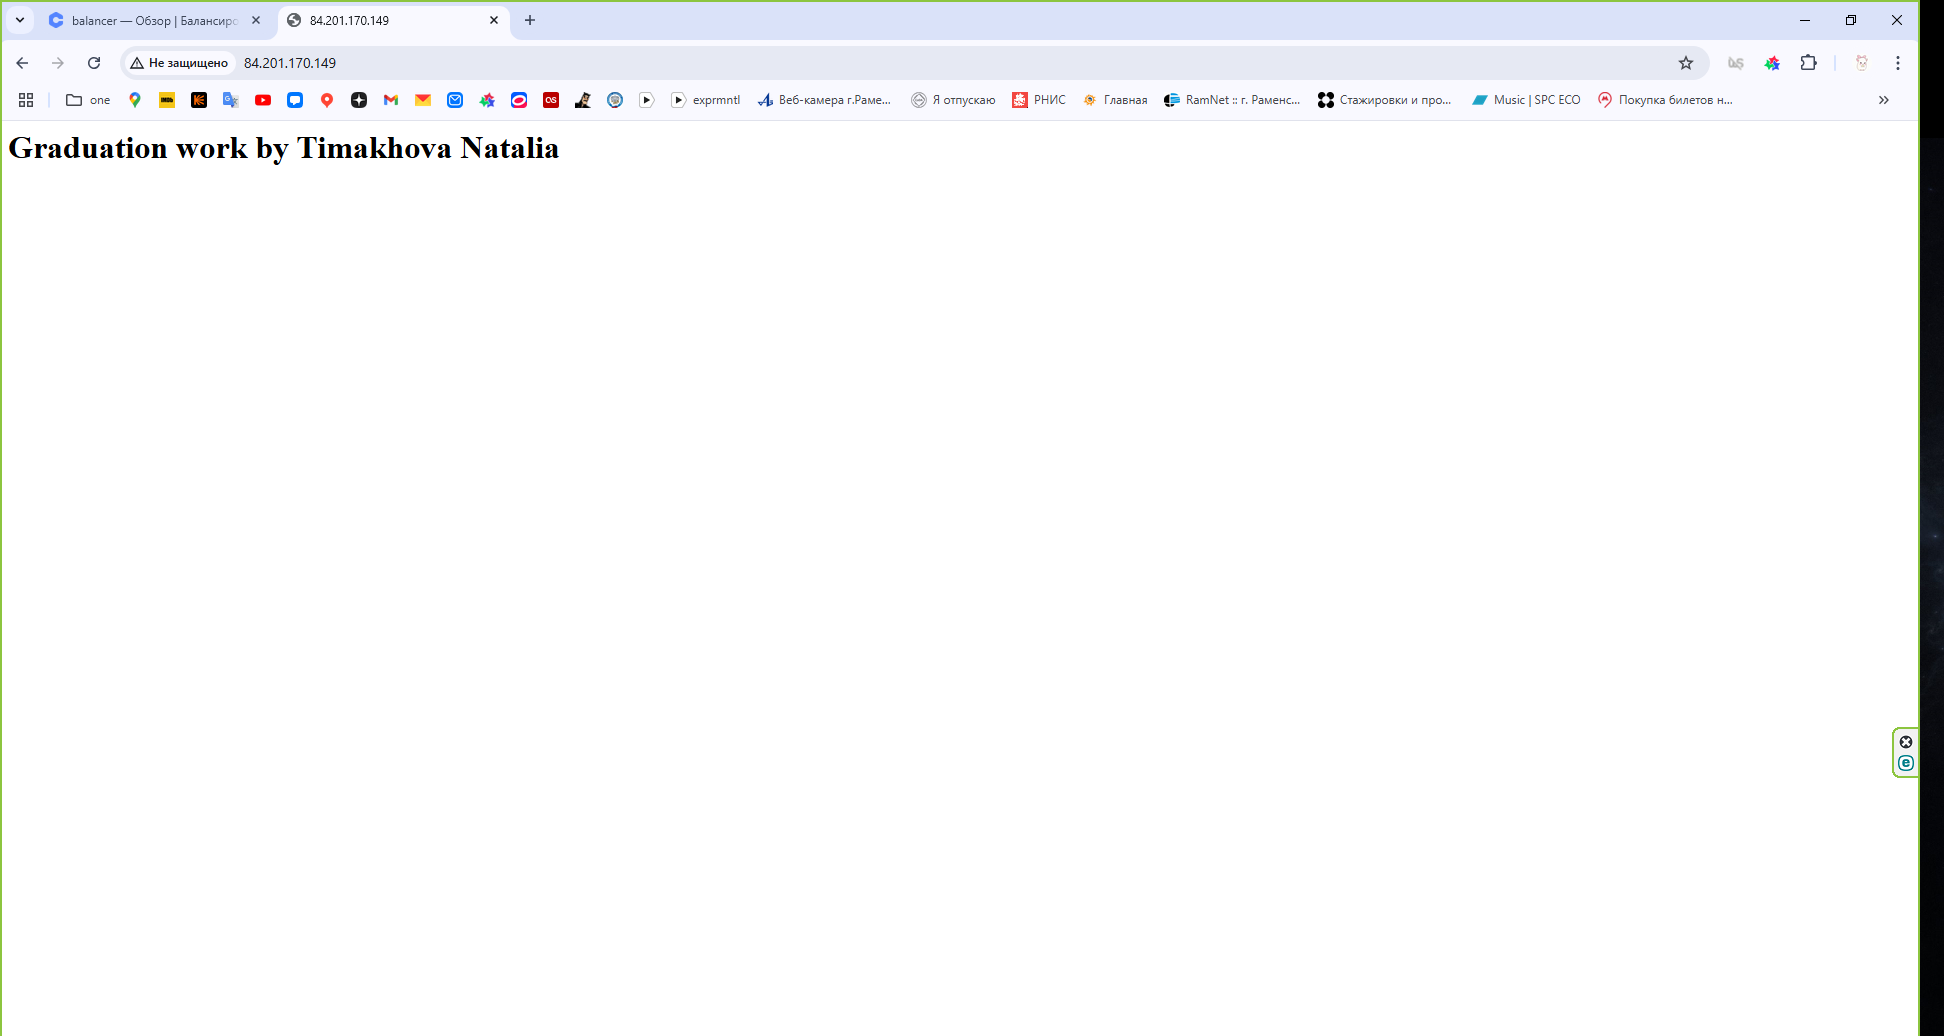 balancer — Обзор | Балансиро
84.201.170.149
Не защищено
84.201.170.149
one
exprmntl
Веб-камера г.Раме...
Я отпускаю
РНИС
Главная
RamNet :: г. Раменс...
Стажировки и про...
Music | SPC ECO
Покупка билетов н...
Graduation work by Timakhova Natalia